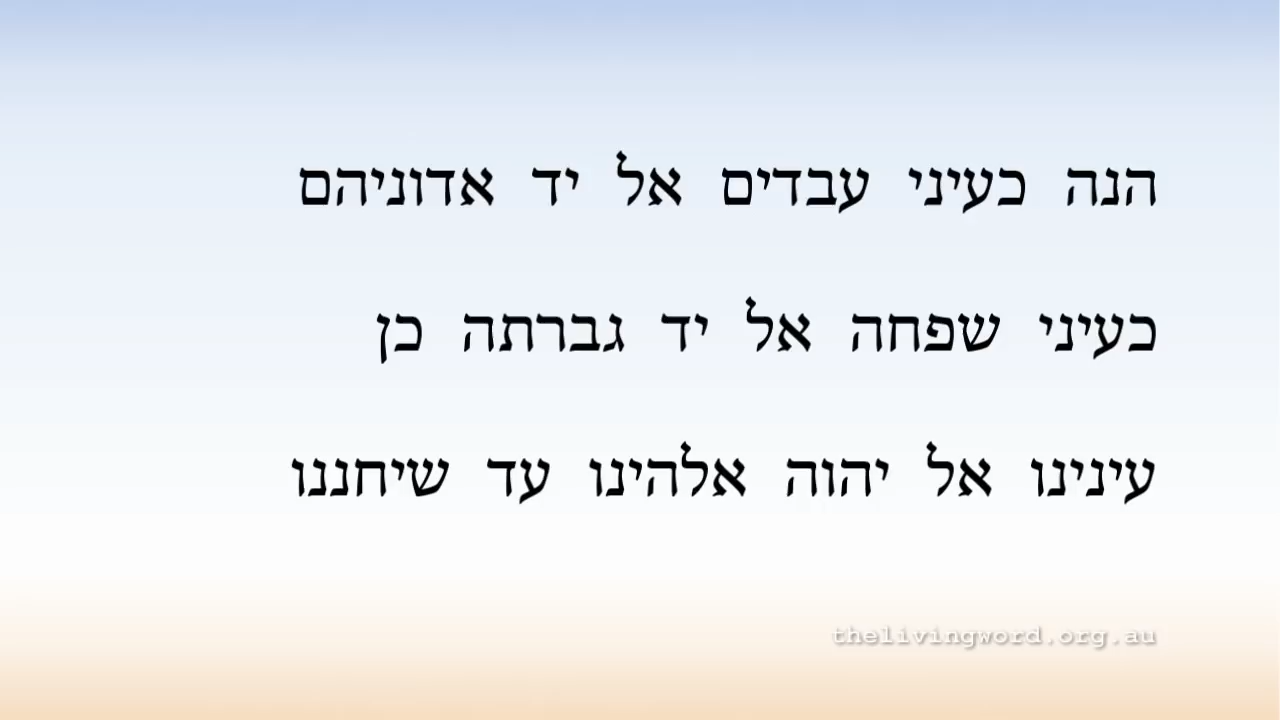 הנה כעיני עבדים אל יד אדוניהם
כעיני שפחה אל יד גברתה כן
עינינו אל יהוה אלהינו עד שיחננו
thelivingword.org.au